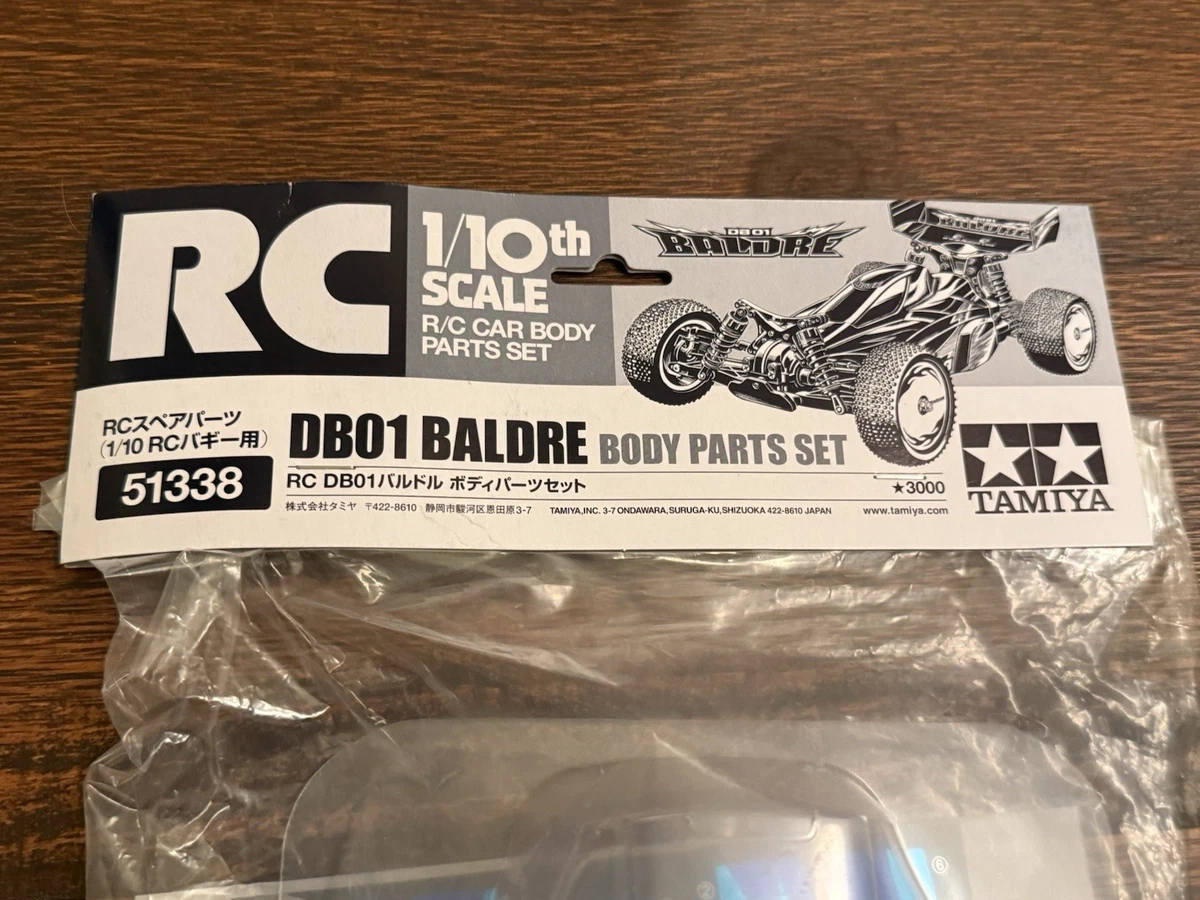 RC
1/10th
SCALE
R/C CAR BODY
PARTS SET
DB01
BALDRE
BALDRE
RCスペアパーツ
(1/10 RCバギー用)
51338
DB01 BALDRE BODY PARTS SET
RC DB01バルドル ボディパーツセット
★3000
株式会社タミヤ 〒422-8610 静岡市駿河区恩田原3-7 TAMIYA,INC. 3-7 ONDAWARA,SURUGA-KU,SHIZUOKA 422-8610 JAPAN www.tamiya.com
TAMIYA
⑥
②